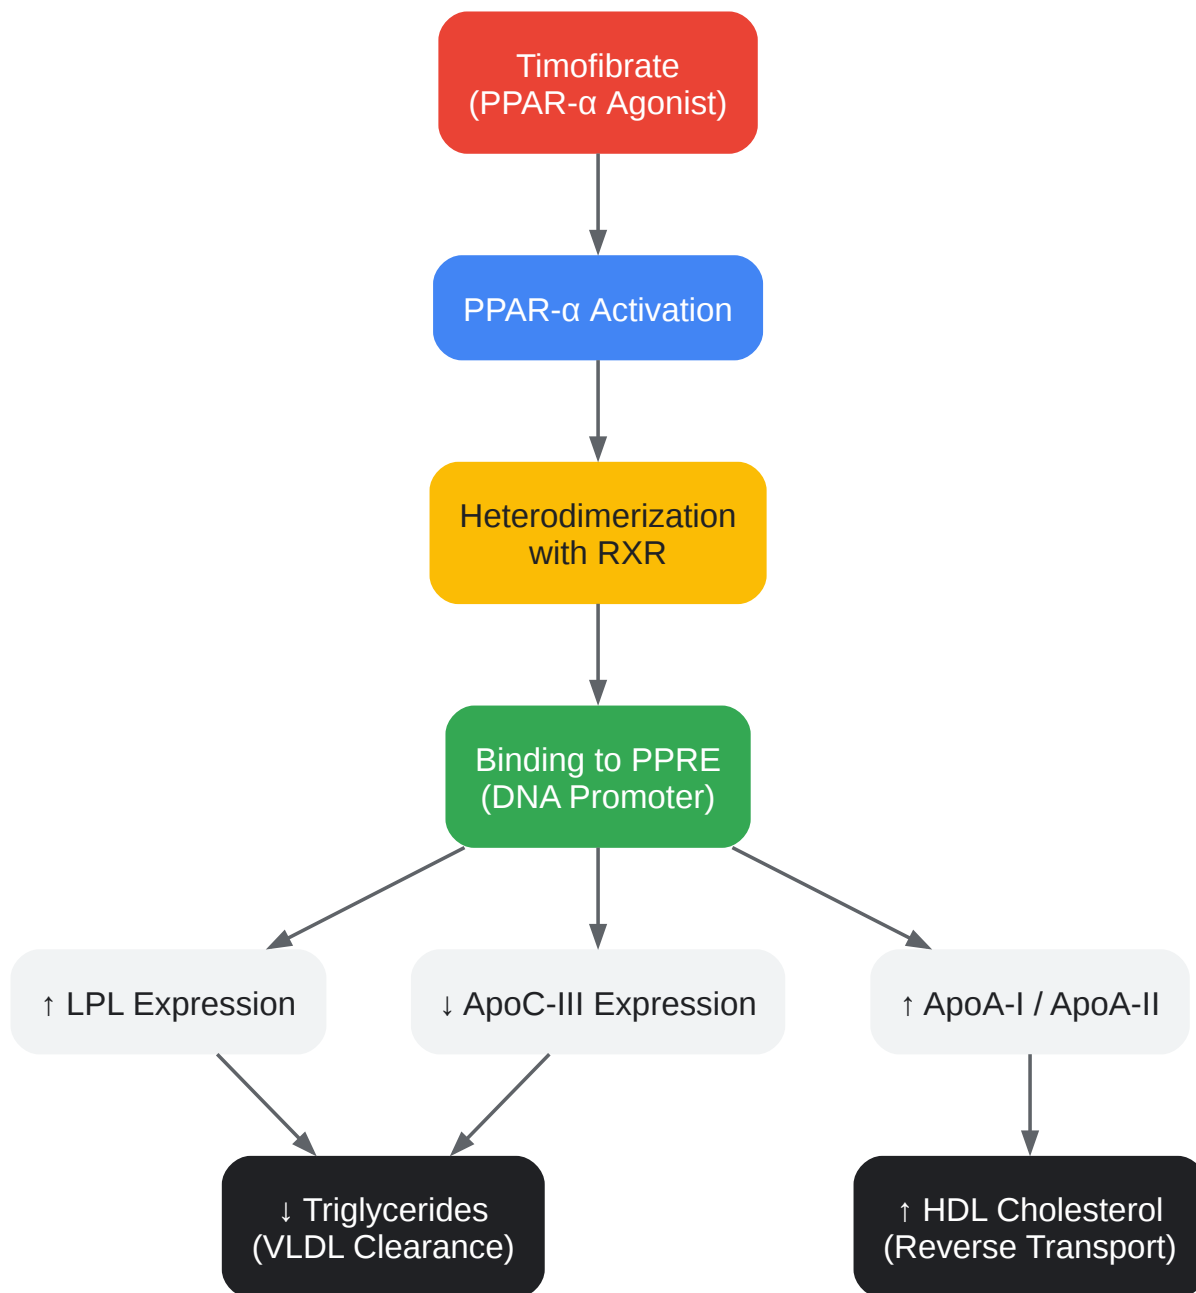 Timofibrate
(PPAR-α Agonist)
PPAR-α Activation
Heterodimerization
with RXR
Binding to PPRE
(DNA Promoter)
↑ LPL Expression
↓ ApoC-III Expression
↑ ApoA-I / ApoA-II
↓ Triglycerides
(VLDL Clearance)
↑ HDL Cholesterol
(Reverse Transport)